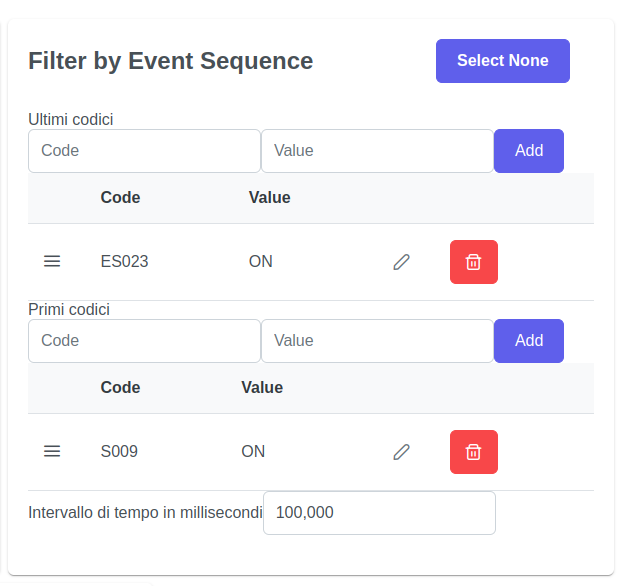 Filter by Event Sequence
Select None
Ultimi codici
Code Value Add
Code Value
ES023 ON
Primi codici
Code Value Add
Code Value
S009 ON
Intervallo di tempo in millisecondi 100,000